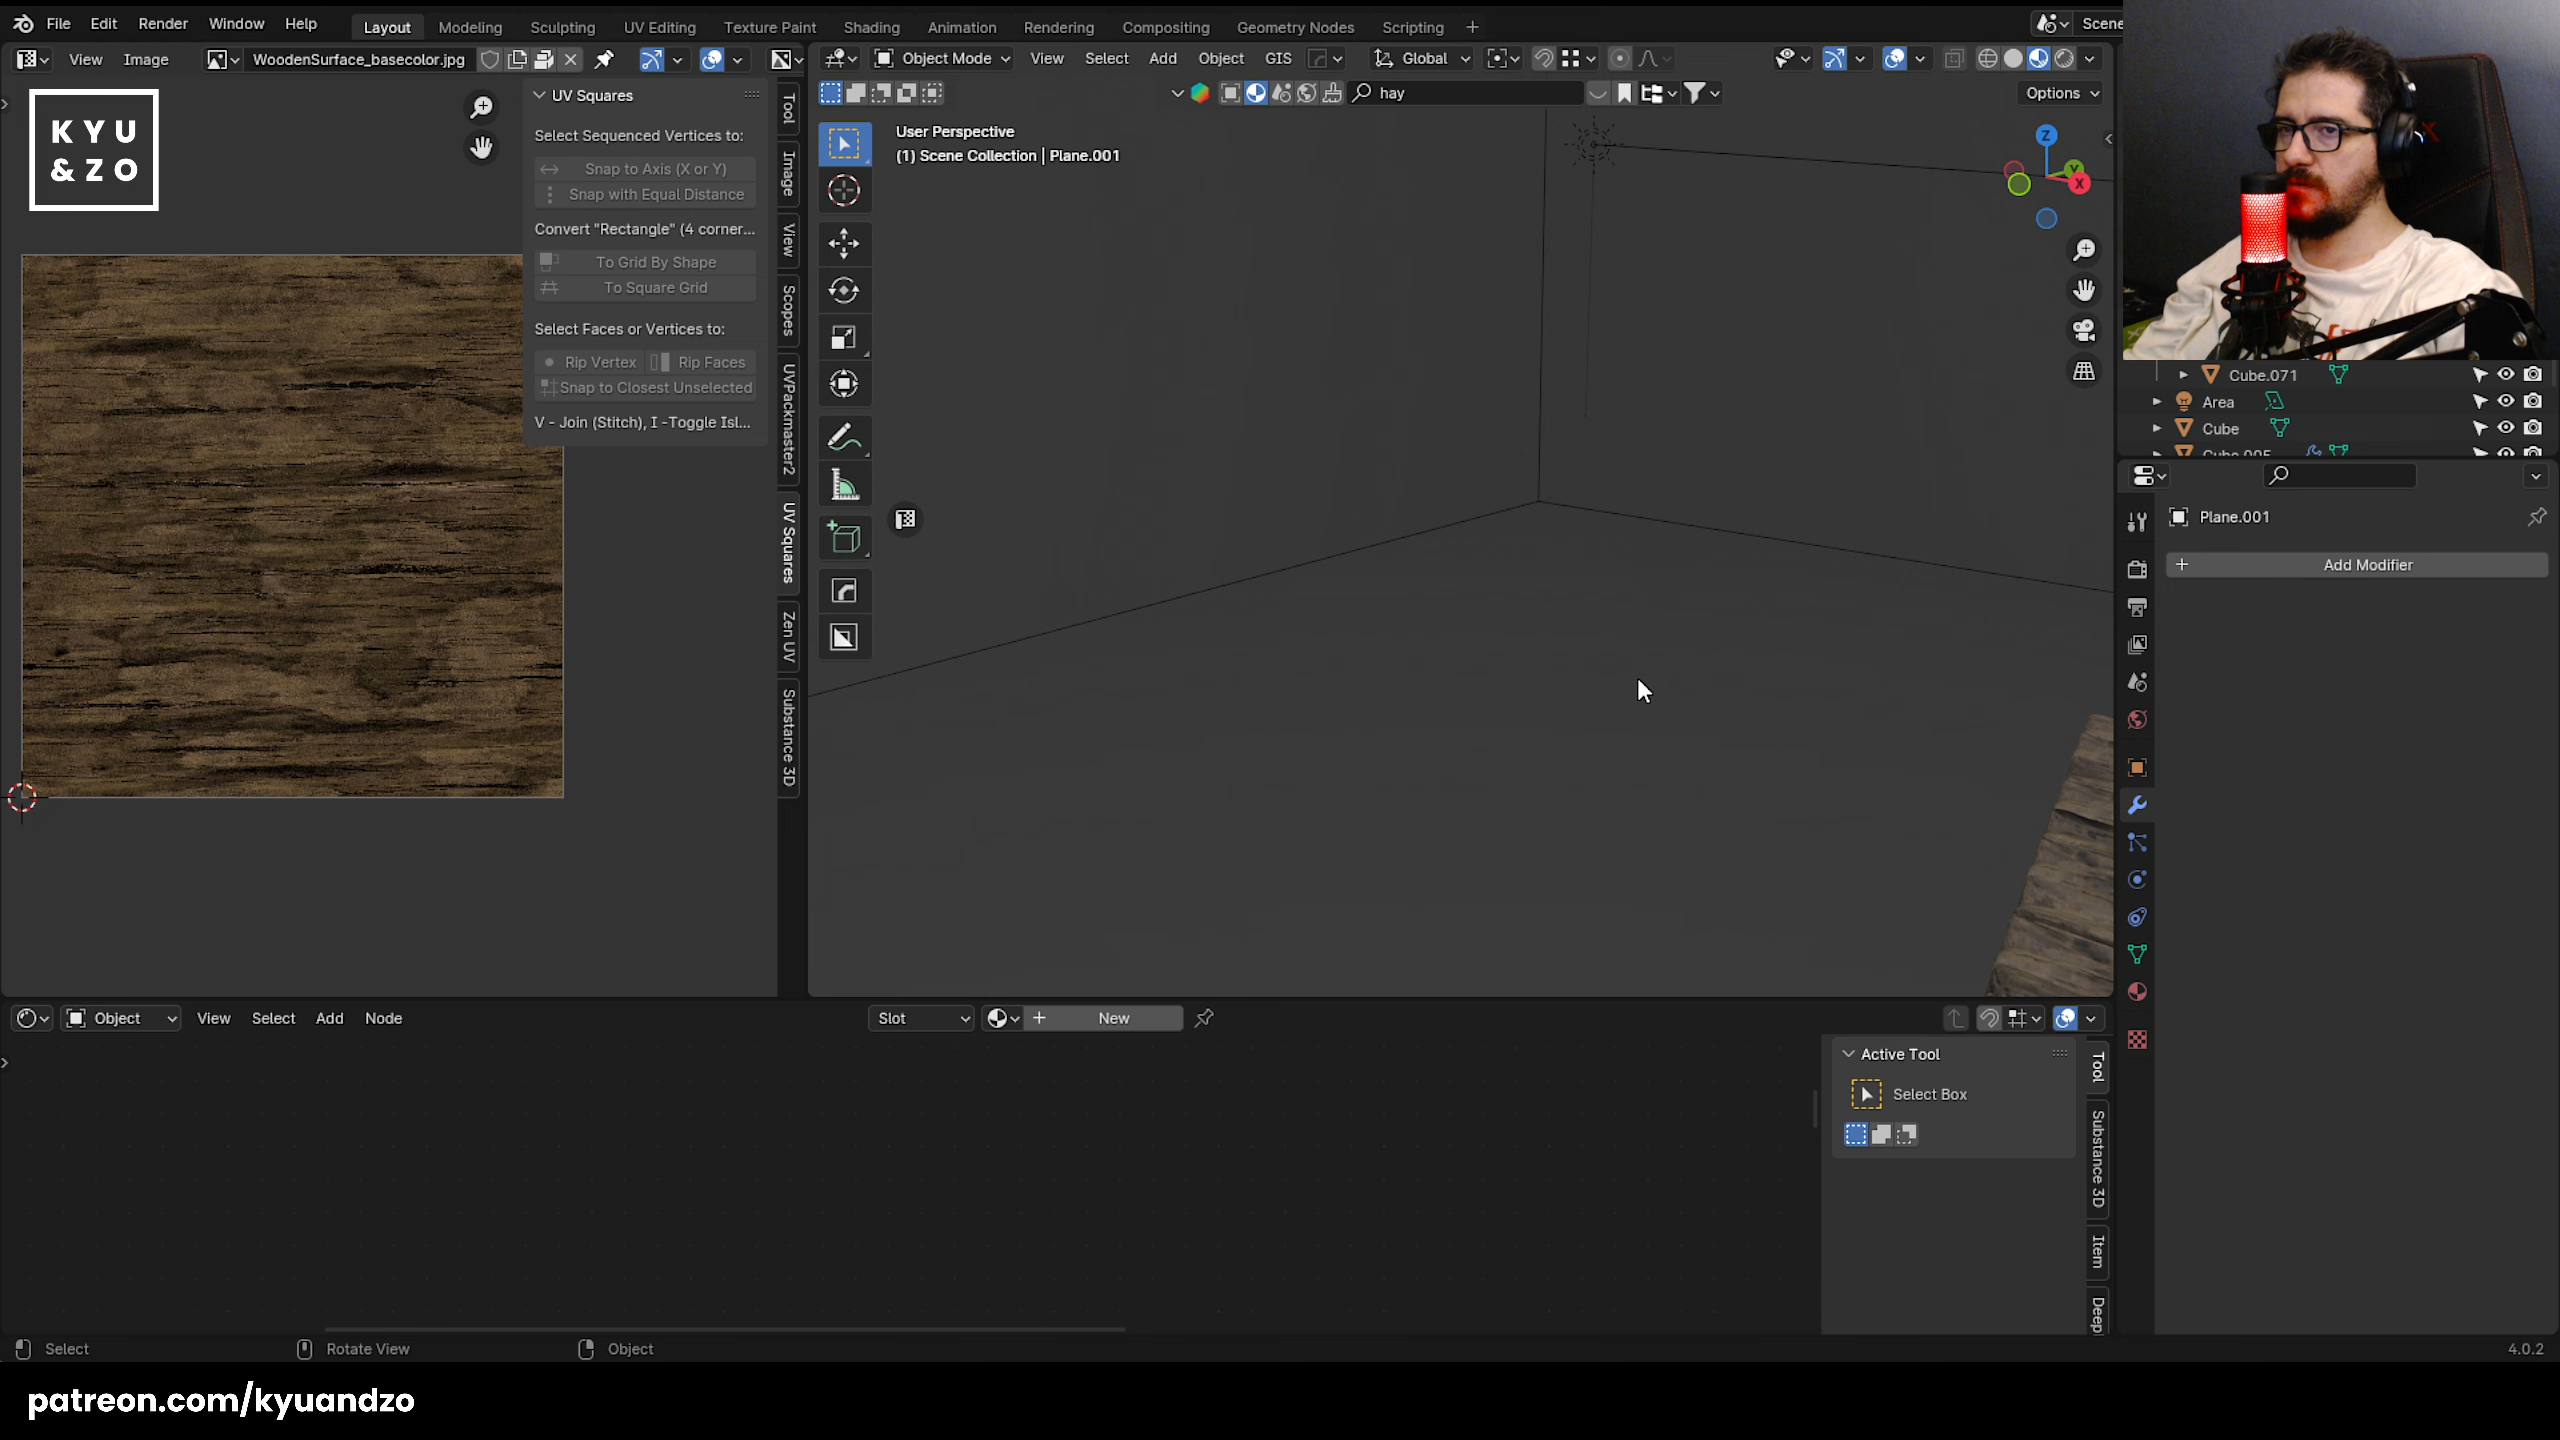 File Edit Render Window Help Layout Modeling Sculpting UV Editing Texture Paint Shading Animation Rendering Compositing Geometry Nodes Scripting + Scene
View Image WoodenSurface_basecolor.jpg Object Mode View Select Add Object GIS Global
hay Options
KYU
&ZO
UV Squares
Select Sequenced Vertices to:
Snap to Axis (X or Y)
Snap with Equal Distance
Convert "Rectangle" (4 corner...
To Grid By Shape
To Square Grid
Select Faces or Vertices to:
Rip Vertex Rip Faces
Snap to Closest Unselected
V - Join (Stitch), I -Toggle Isl...
Tool
Image
View
Scopes
UVPackmaster2
UV Squares
Zen UV
Substance 3D
User Perspective
(1) Scene Collection | Plane.001
Z
Y
X
Cube.071
Area
Cube
Cube.005
Plane.001
Add Modifier
Object View Select Add Node Slot New
Active Tool
Select Box
Tool
Substance 3D
Item
Deep
Select Rotate View Object 4.0.2
patreon.com/kyuandzo